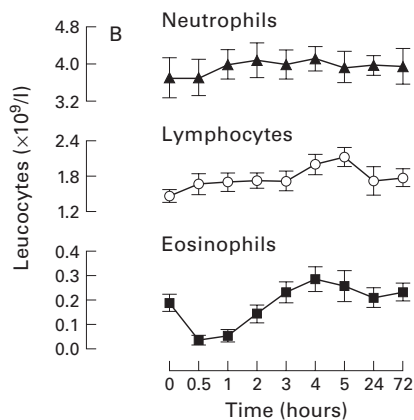 B
Neutrophils
4.8
4.0
3.2
Lymphocytes
2.4
1.8
1.2
Eosinophils
0.4
0.3
0.2
0.1
0.0
Leucocytes (×10⁹/l)
0 0.5 1 2 3 4 5 24 72
Time (hours)